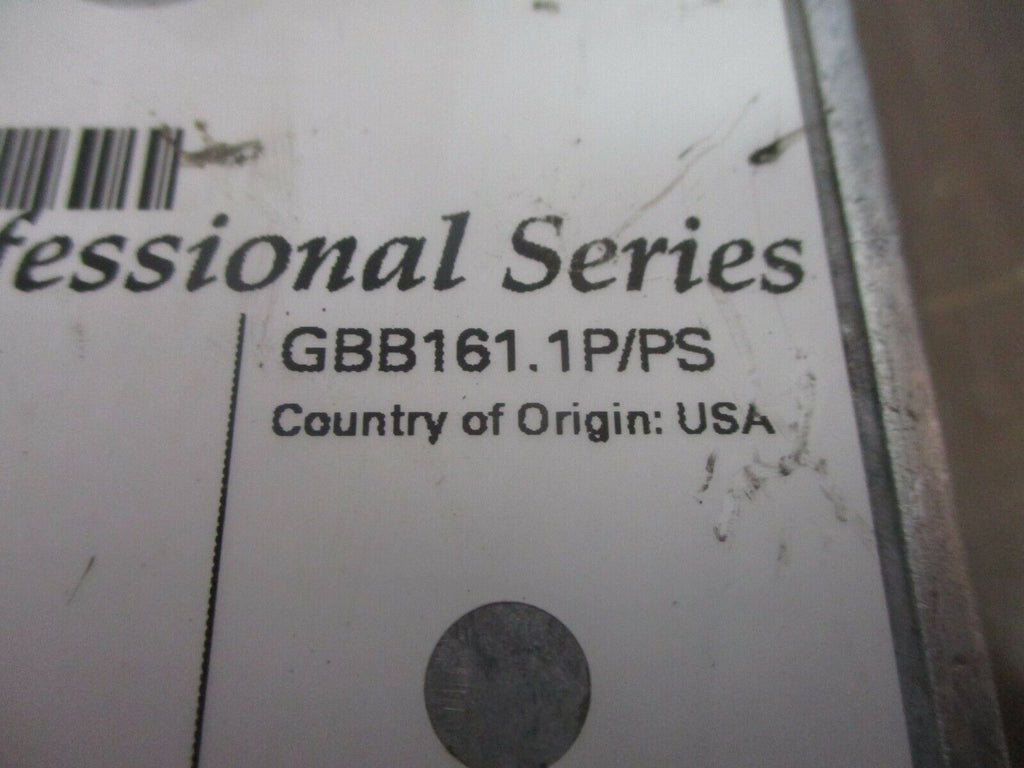 fessional Series
GBB161.1P/PS
Country of Origin: USA